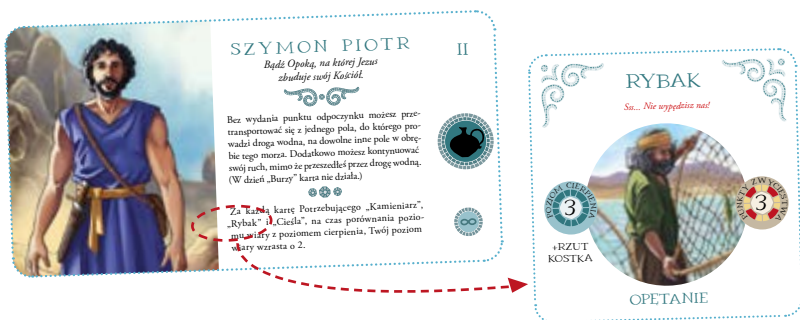 SZYMON PIOTR
Bądź Opoką, na której Jezus
zbuduje swój Kościół.
II
Bez wydania punktu odpoczynku możesz prze-
transportować się z jednego pola, do którego pro-
wadzi droga wodna, na dowolne inne pole w obrę-
bie tego morza. Dodatkowo możesz kontynuować
swój ruch, mimo że przeszedłeś przez drogę wodną.
(W dzień „Burzy” karta nie działa.)
Za każdą kartę Potrzebującego „Kamieniarz”,
„Rybak” i „Cieśla”, na czas porównania pozio-
mu wiary z poziomem cierpienia, Twój poziom
wiary wzrasta o 2.
RYBAK
Sss... Nie wypędzisz nas!
POZIOM CIERPIENIA
3
+RZUT
KOSTKA
PUNKTY ZWYCIĘSTWA
3
OPĘTANIE